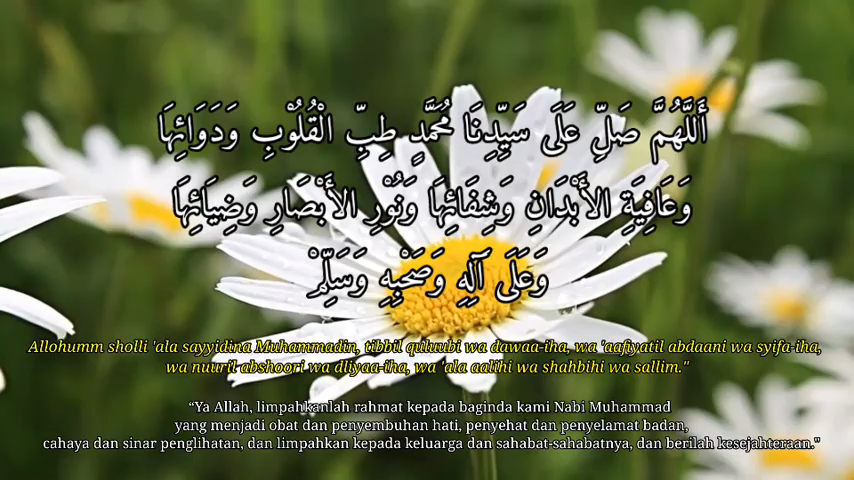 أَللَّهُمَّ صَلِّ عَلَى سَيِّدِنَا مُحَمَّدٍ طِبِّ الْقُلُوْبِ وَدَوَائِهَا
وَعَافِيَةِ الأَبْدَانِ وَشِفَائِهَا وَنُوْرِ الأَبْصَارِ وَضِيَائِهَا
وَعَلَى آلِهِ وَصَحْبِهِ وَسَلِّمْ
Allohumm sholli 'ala sayyidina Muhammadin, tibbil quluubi wa dawaa-iha, wa 'aafiyatil abdaani wa syifa-iha,
wa nuuril abshoori wa dliyaa-iha, wa 'ala aalihi wa shahbihi wa sallim."
“Ya Allah, limpahkanlah rahmat kepada baginda kami Nabi Muhammad
yang menjadi obat dan penyembuhan hati, penyehat dan penyelamat badan,
cahaya dan sinar penglihatan, dan limpahkan kepada keluarga dan sahabat-sahabatnya, dan berilah kesejahteraan."